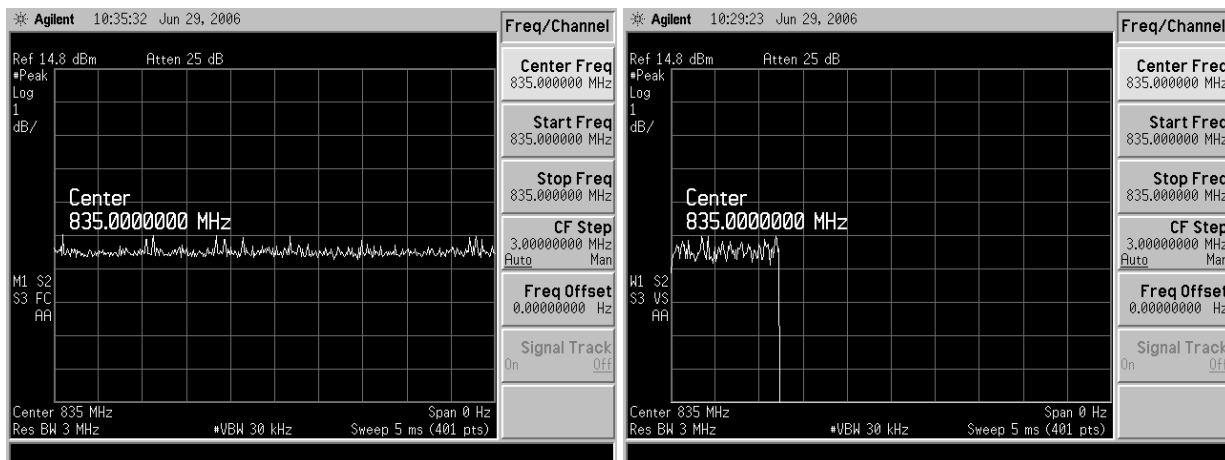 Agilent 10:35:32 Jun 29, 2006
Ref 14.8 dBm Atten 25 dB
#Peak
Log
1
dB/
Center
835.0000000 MHz
M1 S2
S3 FC
AA
Center 835 MHz Span 0 Hz
Res BW 3 MHz #VBW 30 kHz Sweep 5 ms (401 pts)
Freq/Channel
Center Freq
835.000000 MHz
Start Freq
835.000000 MHz
Stop Freq
835.000000 MHz
CF Step
3.00000000 MHz
Auto Man
Freq Offset
0.00000000 Hz
Signal Track
On Off
Agilent 10:29:23 Jun 29, 2006
Ref 14.8 dBm Atten 25 dB
#Peak
Log
1
dB/
Center
835.0000000 MHz
W1 S2
S3 VS
AA
Center 835 MHz Span 0 Hz
Res BW 3 MHz #VBW 30 kHz Sweep 5 ms (401 pts)
Freq/Channel
Center Freq
835.000000 MHz
Start Freq
835.000000 MHz
Stop Freq
835.000000 MHz
CF Step
3.00000000 MHz
Auto Man
Freq Offset
0.00000000 Hz
Signal Track
On Off